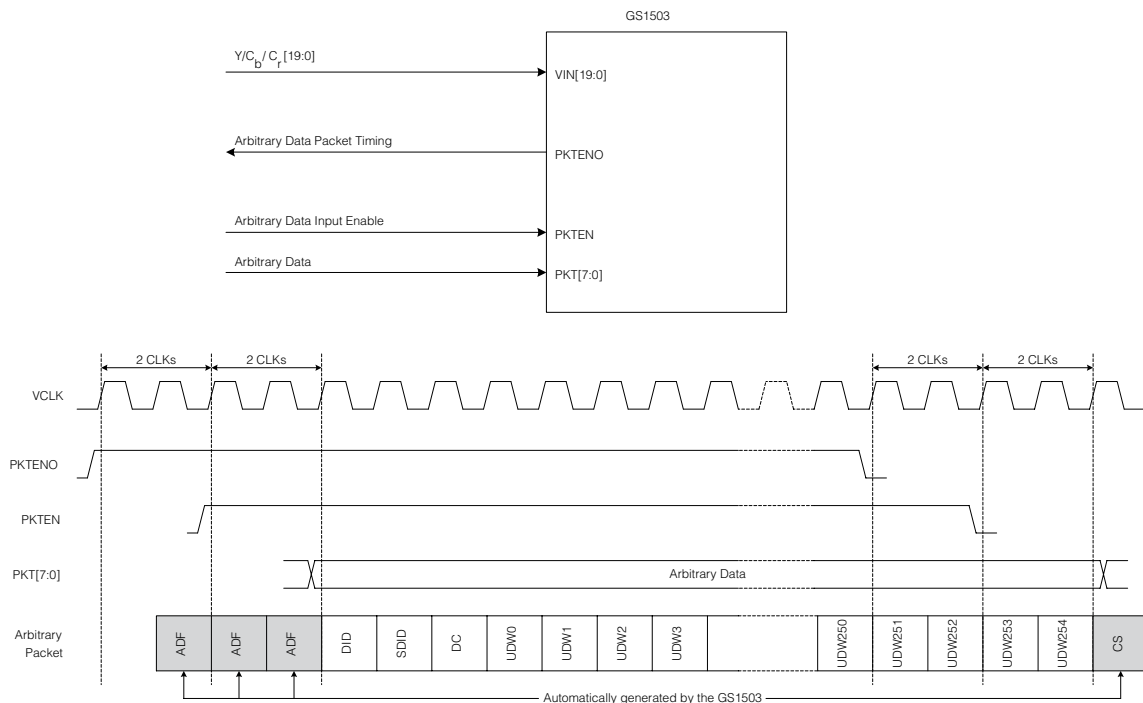 GS1503
Y/Cb/Cr [19:0]
VIN[19:0]
Arbitrary Data Packet Timing
PKTENO
Arbitrary Data Input Enable
PKTEN
Arbitrary Data
PKT[7:0]
2 CLKs 2 CLKs 2 CLKs 2 CLKs
VCLK
PKTENO
PKTEN
PKT[7:0] Arbitrary Data
Arbitrary
Packet
ADF ADF ADF DID SDID DC UDW0 UDW1 UDW2 UDW3 UDW250 UDW251 UDW252 UDW253 UDW254 CS
Automatically generated by the GS1503